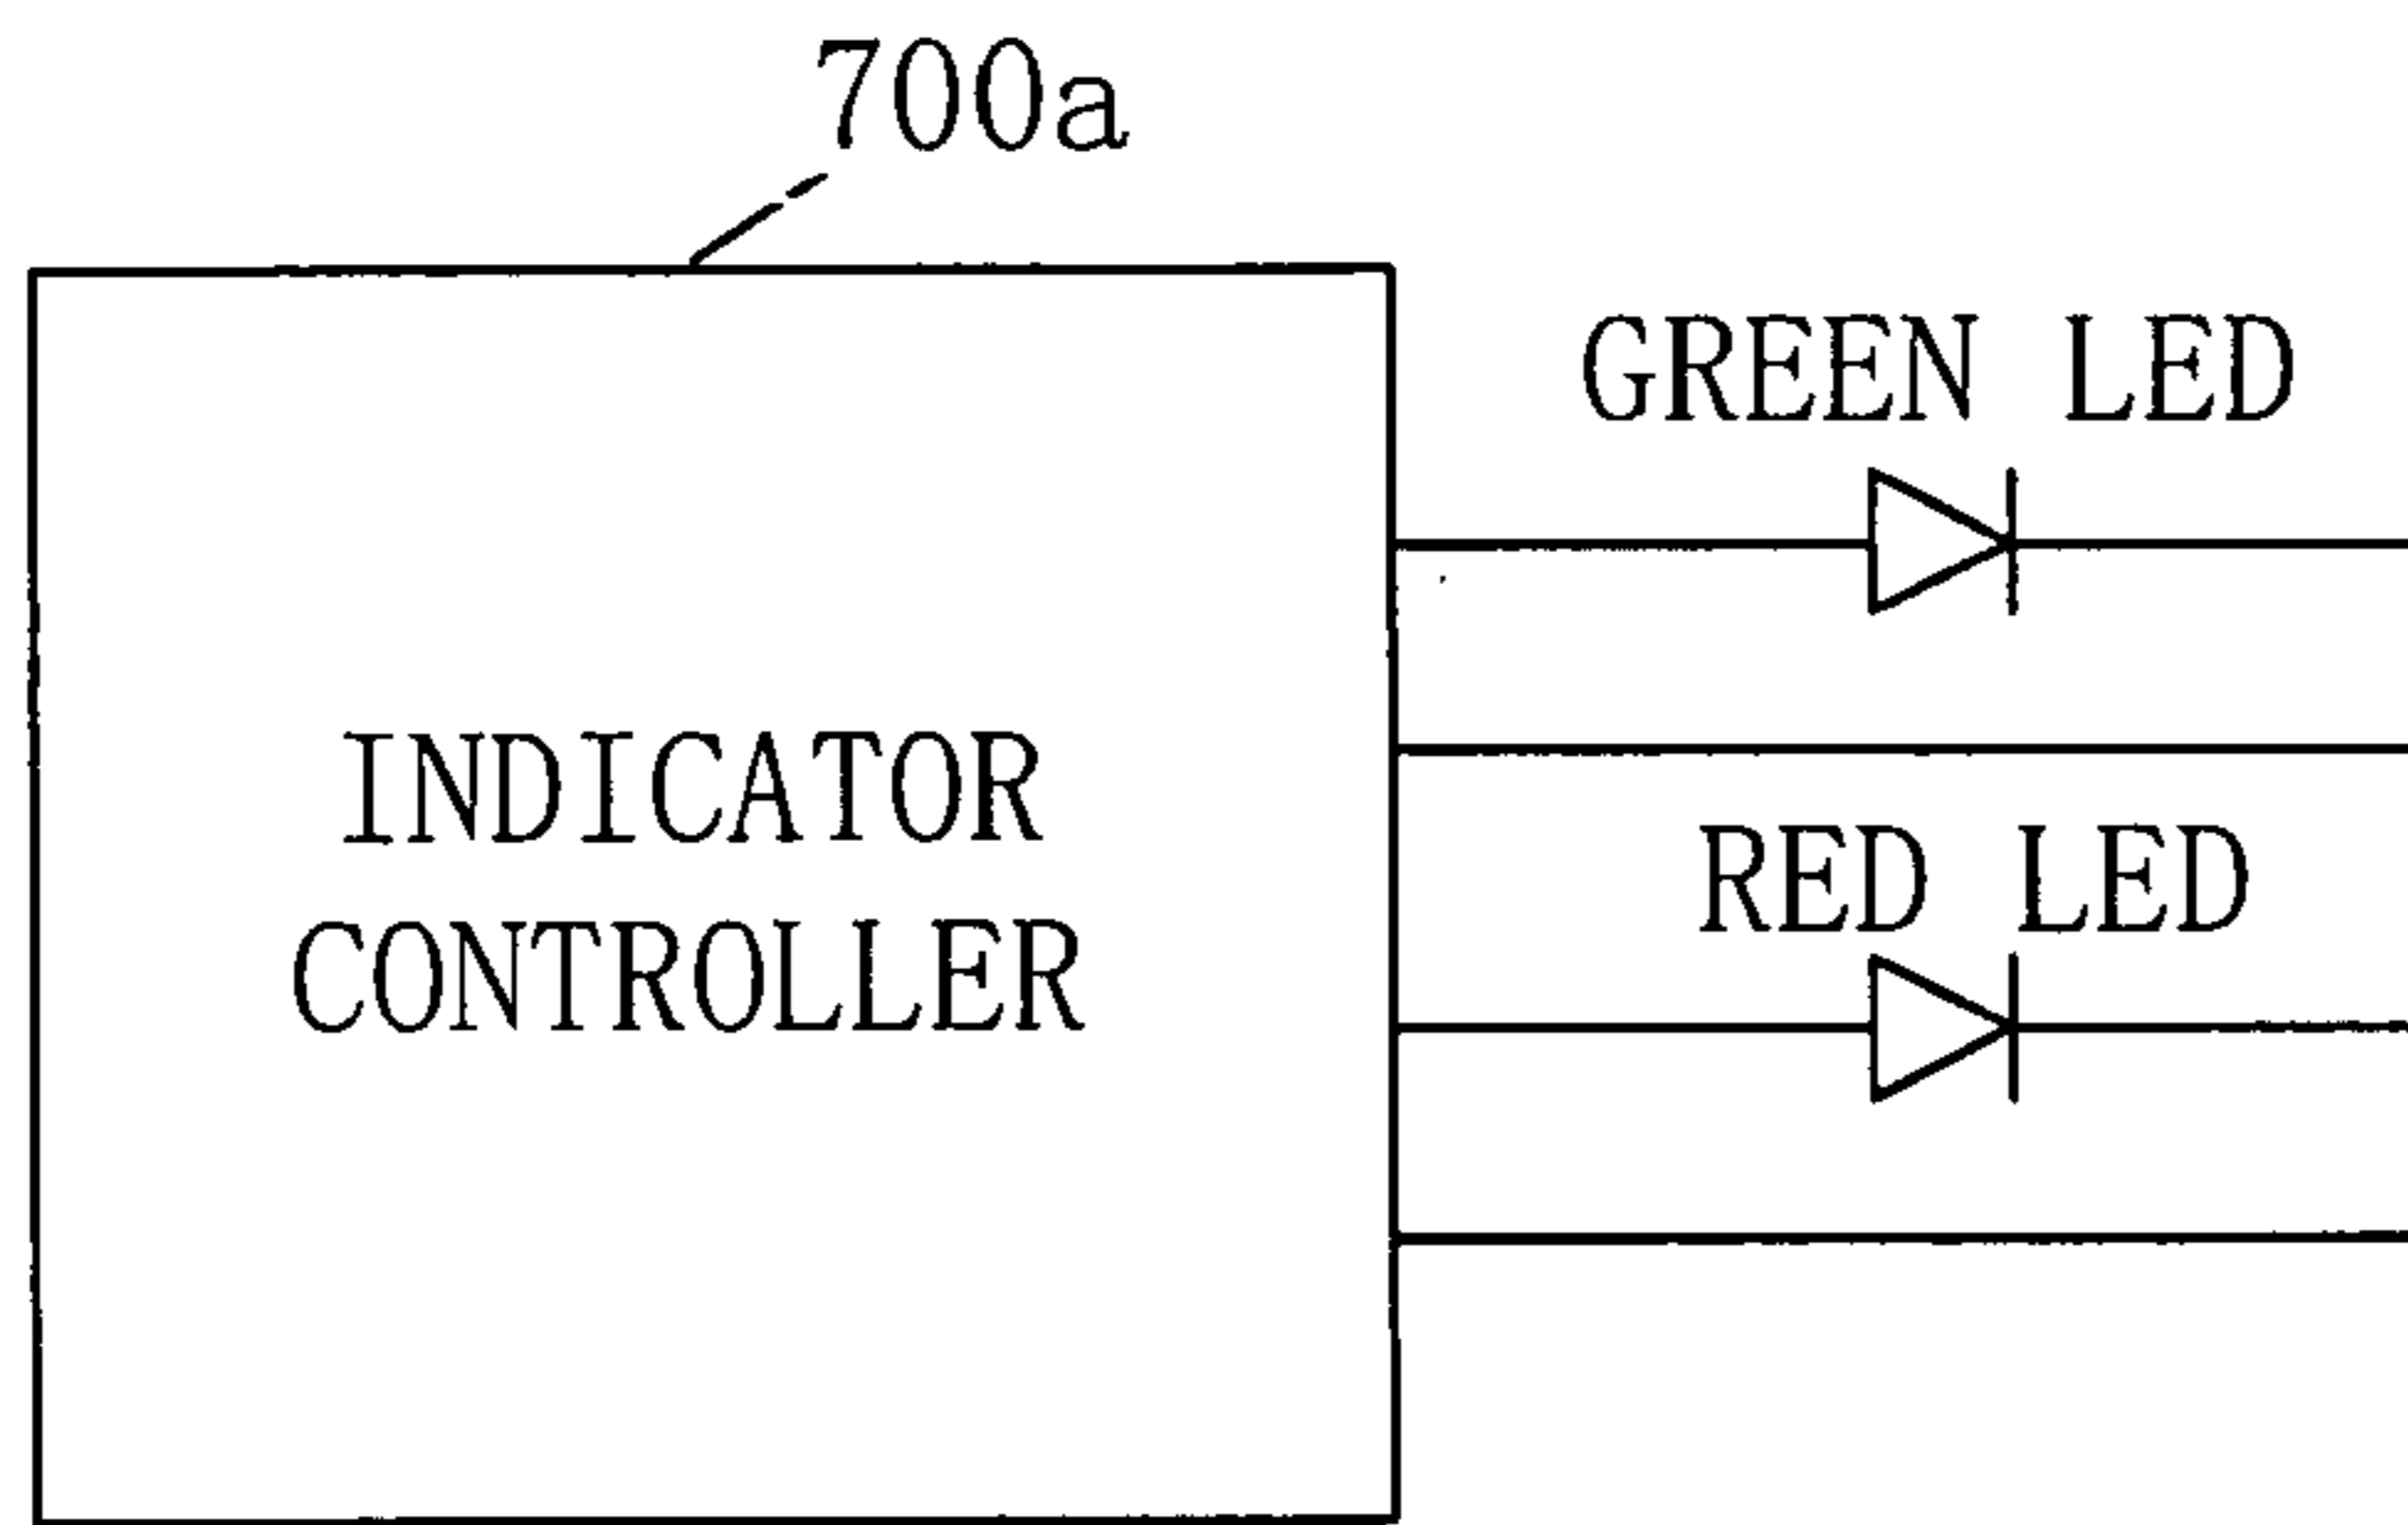 700a
GREEN LED
INDICATOR
CONTROLLER
RED LED